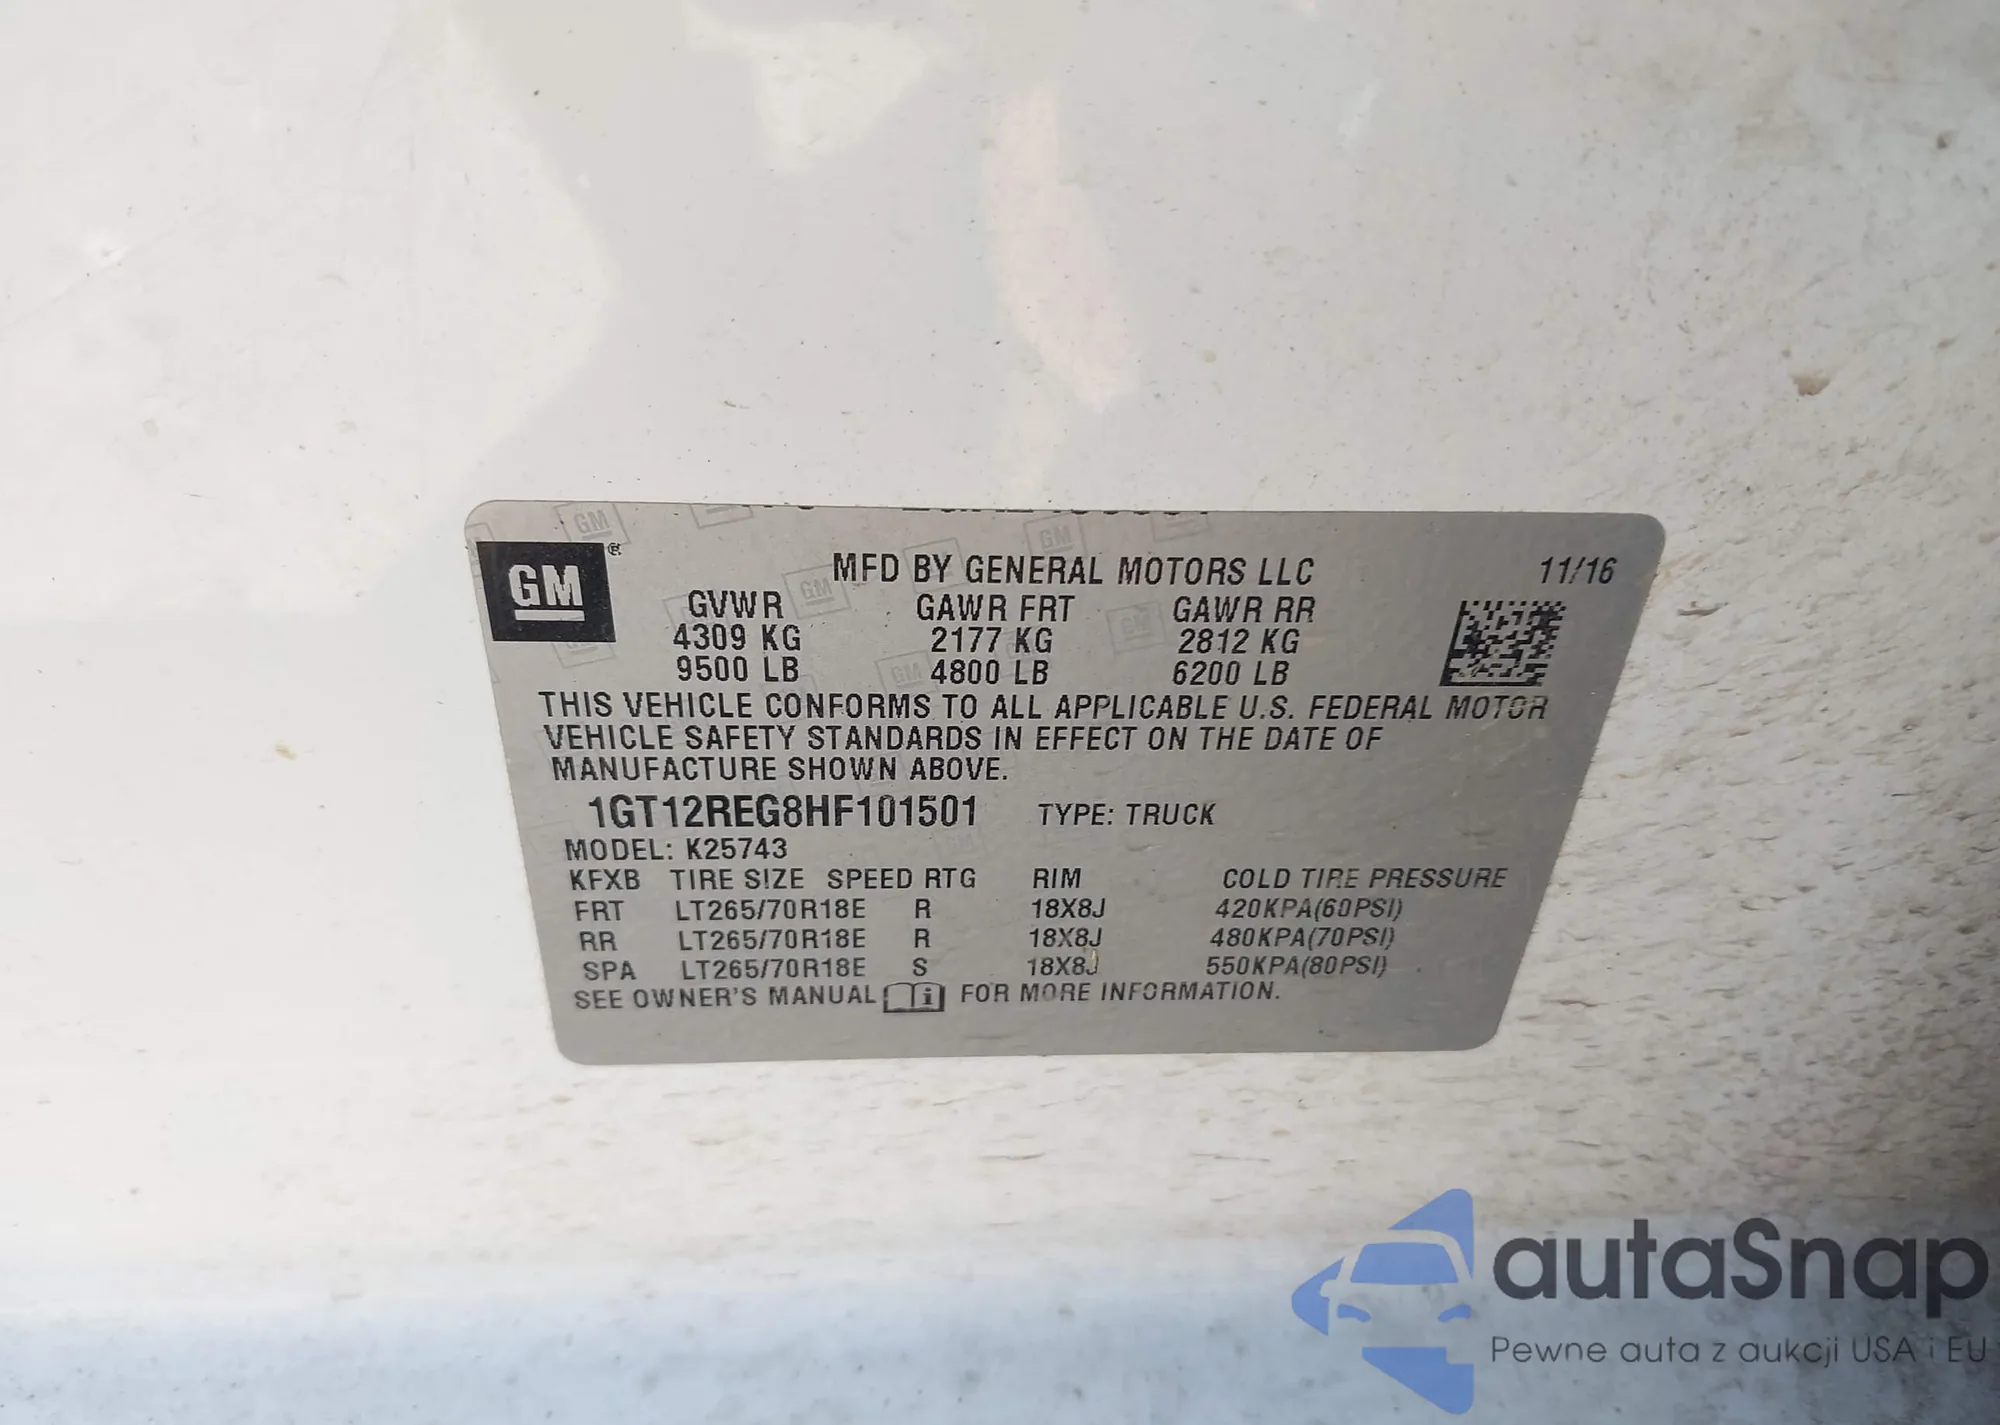 GM ®
MFD BY GENERAL MOTORS LLC 11/16
GVWR GAWR FRT GAWR RR
4309 KG 2177 KG 2812 KG
9500 LB 4800 LB 6200 LB
THIS VEHICLE CONFORMS TO ALL APPLICABLE U.S. FEDERAL MOTOR
VEHICLE SAFETY STANDARDS IN EFFECT ON THE DATE OF
MANUFACTURE SHOWN ABOVE.
1GT12REG8HF101501 TYPE: TRUCK
MODEL: K25743
KFXB TIRE SIZE SPEED RTG RIM COLD TIRE PRESSURE
FRT LT265/70R18E R 18X8J 420KPA(60PSI)
RR LT265/70R18E R 18X8J 480KPA(70PSI)
SPA LT265/70R18E S 18X8J 550KPA(80PSI)
SEE OWNER'S MANUAL i FOR MORE INFORMATION.
autaSnap
Pewne auta z aukcji USA i EU